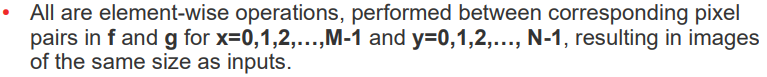 • All are element-wise operations, performed between corresponding pixel
pairs in f and g for x=0,1,2,…,M-1 and y=0,1,2,…, N-1, resulting in images
of the same size as inputs.